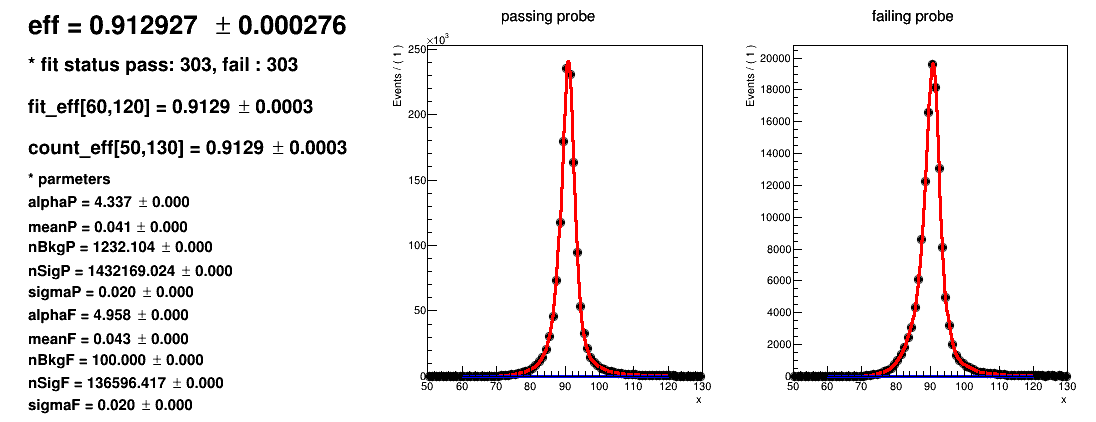 eff = 0.912927 ± 0.000276
* fit status pass: 303, fail : 303
fit_eff[60,120] = 0.9129 ± 0.0003
count_eff[50,130] = 0.9129 ± 0.0003
* parmeters
alphaP = 4.337 ± 0.000
meanP = 0.041 ± 0.000
nBkgP = 1232.104 ± 0.000
nSigP = 1432169.024 ± 0.000
sigmaP = 0.020 ± 0.000
alphaF = 4.958 ± 0.000
meanF = 0.043 ± 0.000
nBkgF = 100.000 ± 0.000
nSigF = 136596.417 ± 0.000
sigmaF = 0.020 ± 0.000
passing probe
×10³
Events / ( 1 )
250
200
150
100
50
0
50 60 70 80 90 100 110 120 130
x
failing probe
Events / ( 1 )
20000
18000
16000
14000
12000
10000
8000
6000
4000
2000
0
50 60 70 80 90 100 110 120 130
x